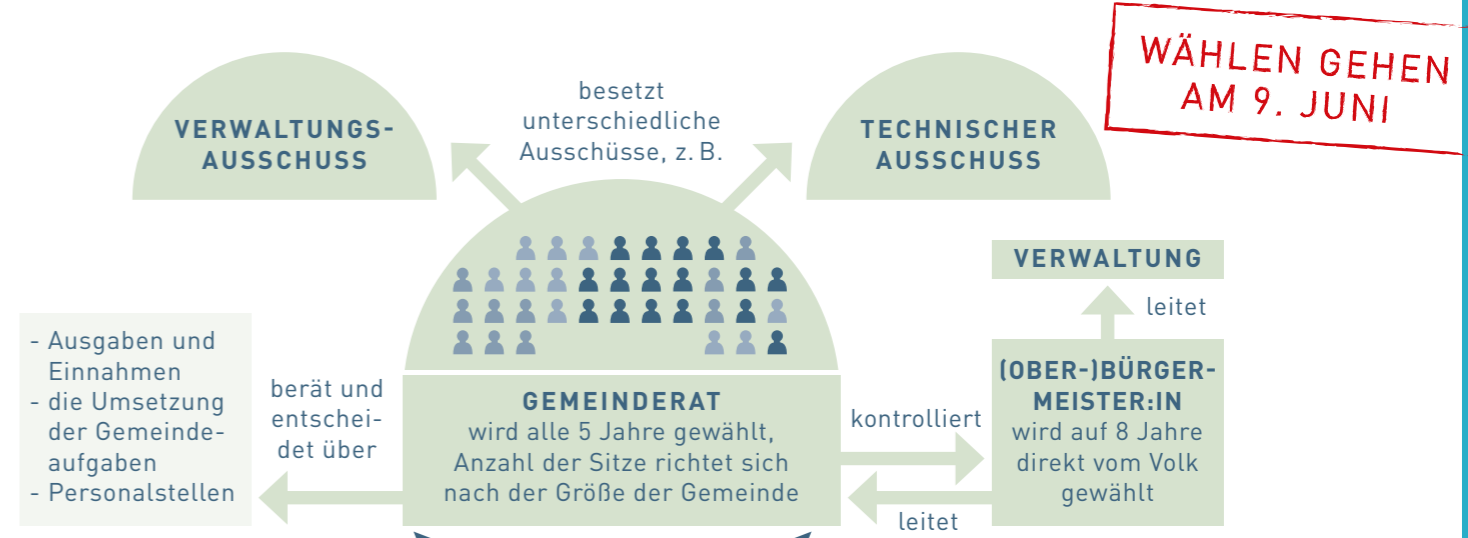 WÄHLEN GEHEN
AM 9. JUNI
VERWALTUNGS-
AUSSCHUSS
besetzt
unterschiedliche
Ausschüsse, z. B.
TECHNISCHER
AUSSCHUSS
- Ausgaben und
Einnahmen
- die Umsetzung
der Gemeinde-
aufgaben
- Personalstellen
berät und
entschei-
det über
GEMEINDERAT
wird alle 5 Jahre gewählt,
Anzahl der Sitze richtet sich
nach der Größe der Gemeinde
kontrolliert
leitet
VERWALTUNG
leitet
(OBER-)BÜRGER-
MEISTER:IN
wird auf 8 Jahre
direkt vom Volk
gewählt